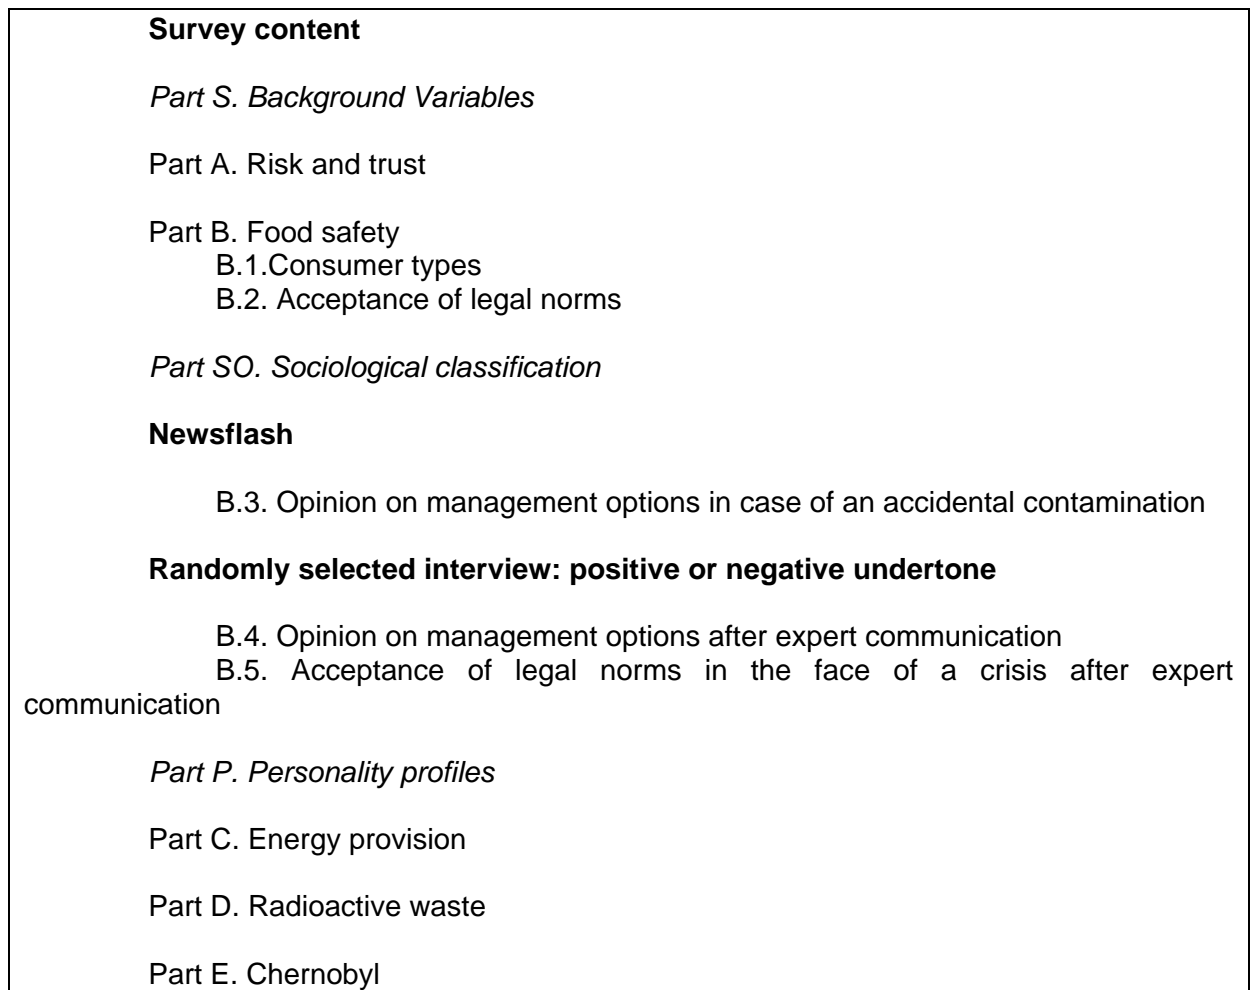 Survey content
Part S. Background Variables
Part A. Risk and trust
Part B. Food safety
B.1.Consumer types
B.2. Acceptance of legal norms
Part SO. Sociological classification
Newsflash
B.3. Opinion on management options in case of an accidental contamination
Randomly selected interview: positive or negative undertone
B.4. Opinion on management options after expert communication
B.5. Acceptance of legal norms in the face of a crisis after expert
communication
Part P. Personality profiles
Part C. Energy provision
Part D. Radioactive waste
Part E. Chernobyl